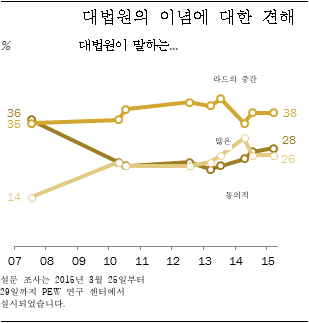 대법원의 이념에 대한 견해
%
대법원이 말하는...
라드의 중간
36
35
38
많은
28
26
14
동의적
07 08 09 10 11 12 13 14 15
설문 조사는 2015년 3월 25일부터
29일까지 PEW 연구 센터에서
실시되었습니다.